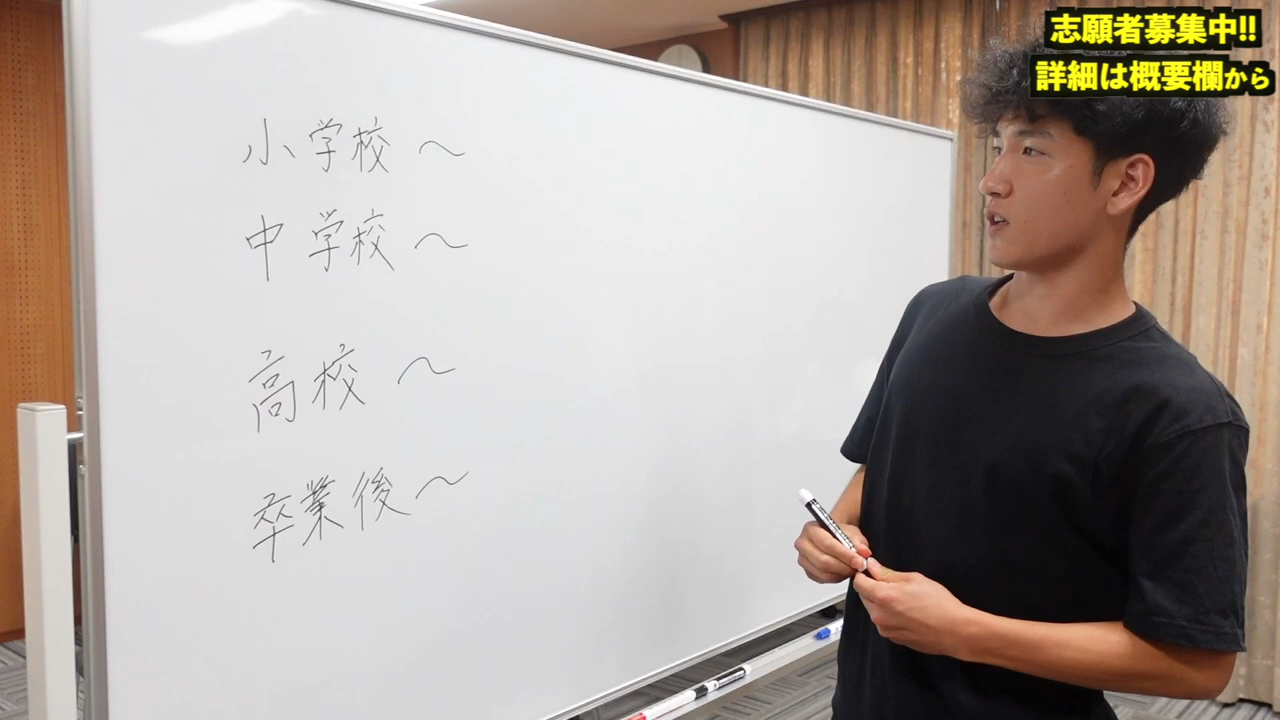 志願者募集中!!
詳細は概要欄から
小学校～
中学校～
高校～
卒業後～